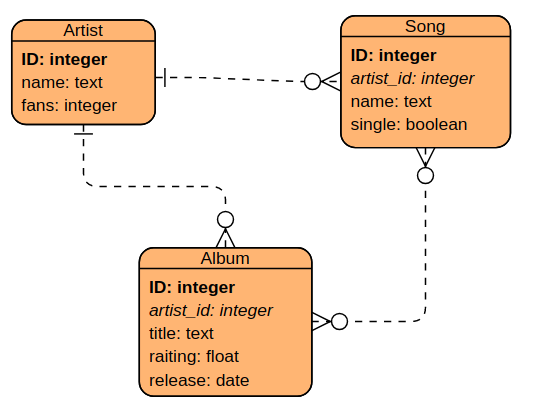 Artist
ID: integer
name: text
fans: integer
Song
ID: integer
artist_id: integer
name: text
single: boolean
Album
ID: integer
artist_id: integer
title: text
raiting: float
release: date